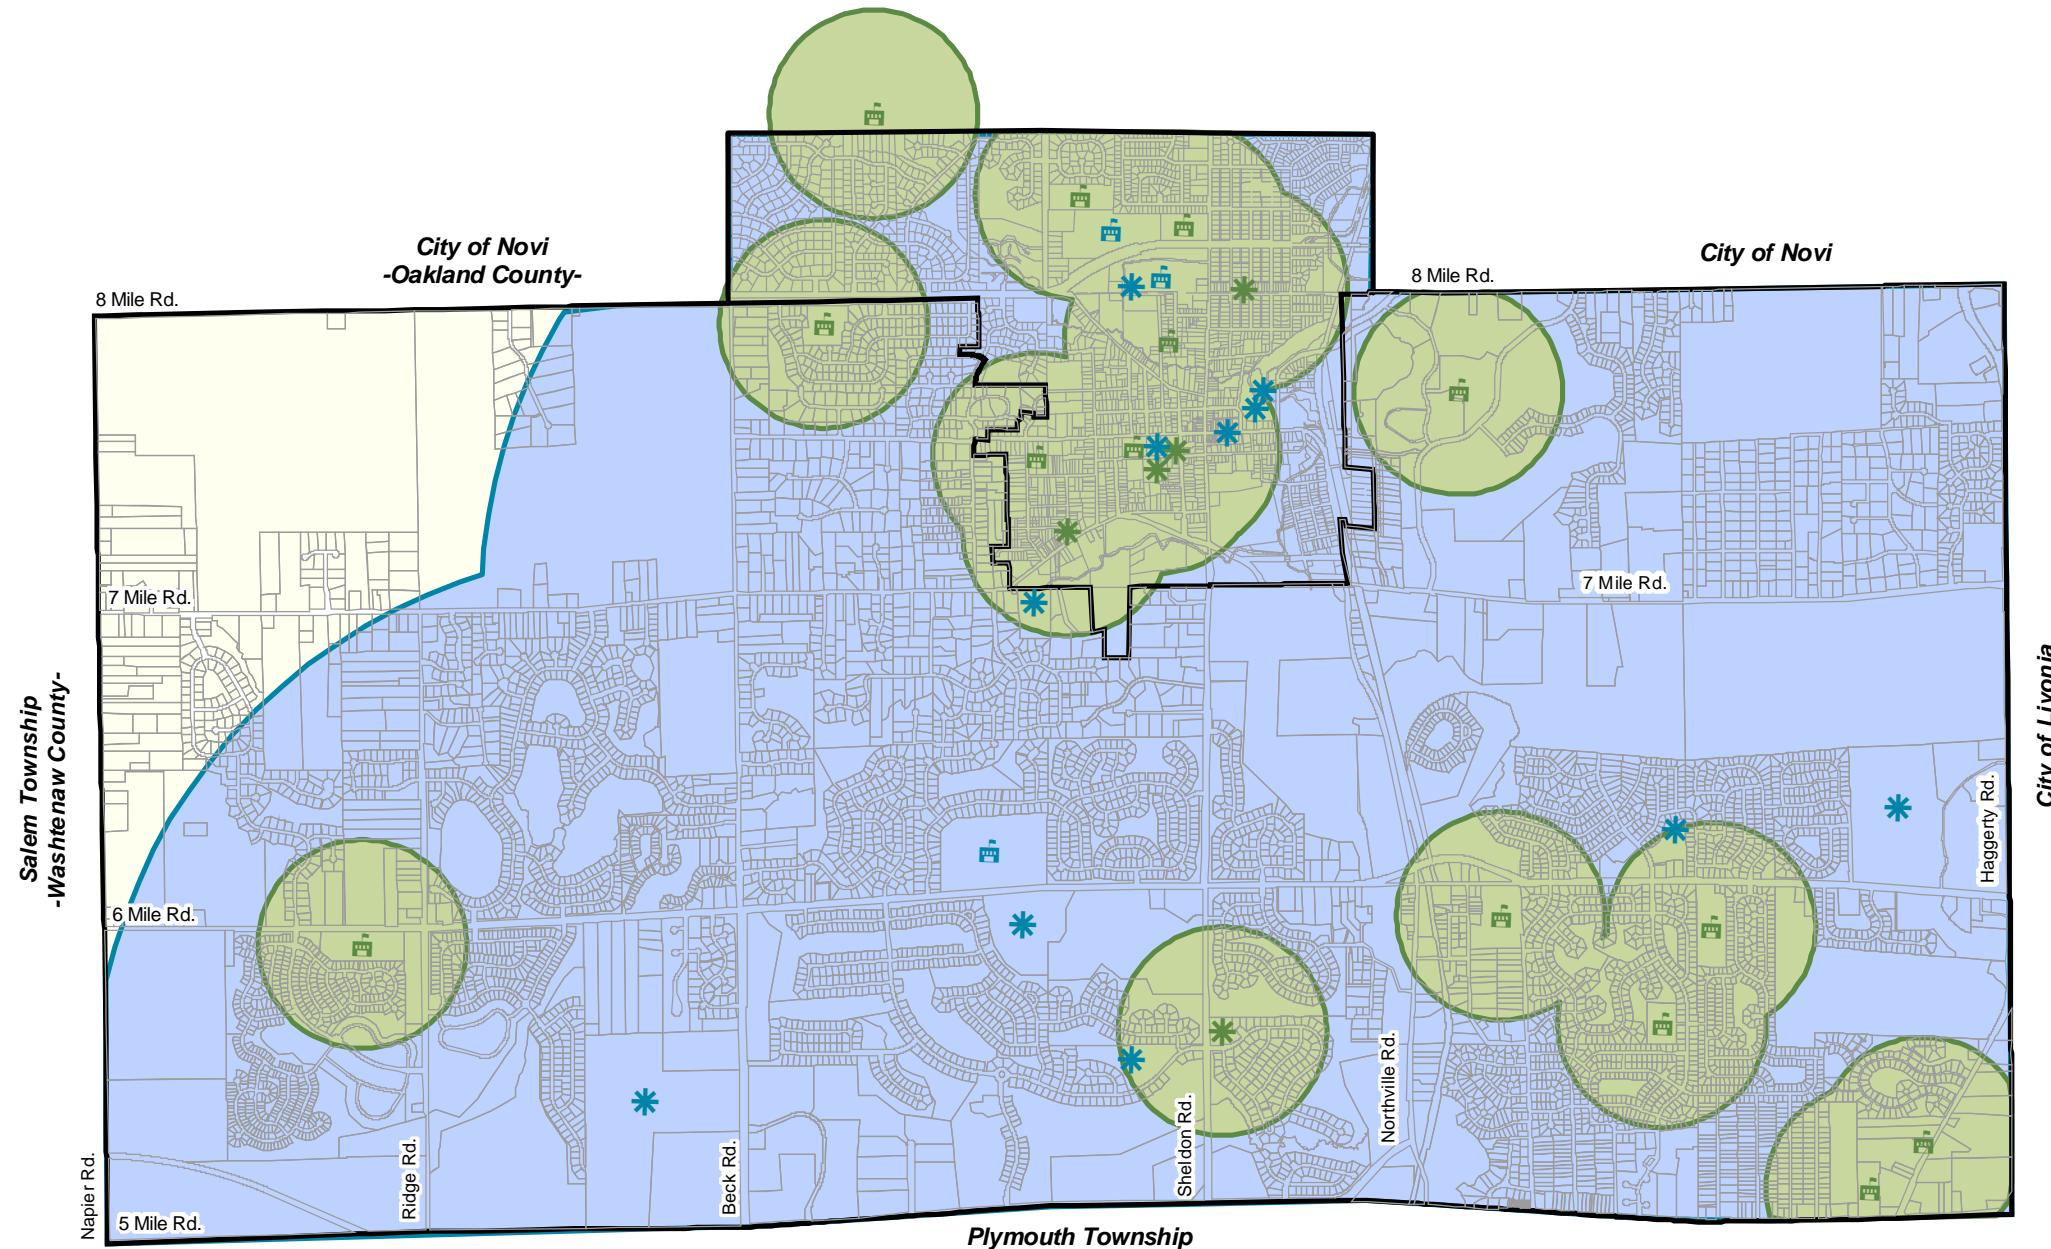 City of Novi
-Oakland County-
City of Novi
8 Mile Rd.
8 Mile Rd.
7 Mile Rd.
7 Mile Rd.
Salem Township
-Washtenaw County-
City of Livonia
Haggerty Rd.
6 Mile Rd.
Northville Rd.
Sheldon Rd.
Beck Rd.
Ridge Rd.
Napier Rd.
5 Mile Rd.
Plymouth Township